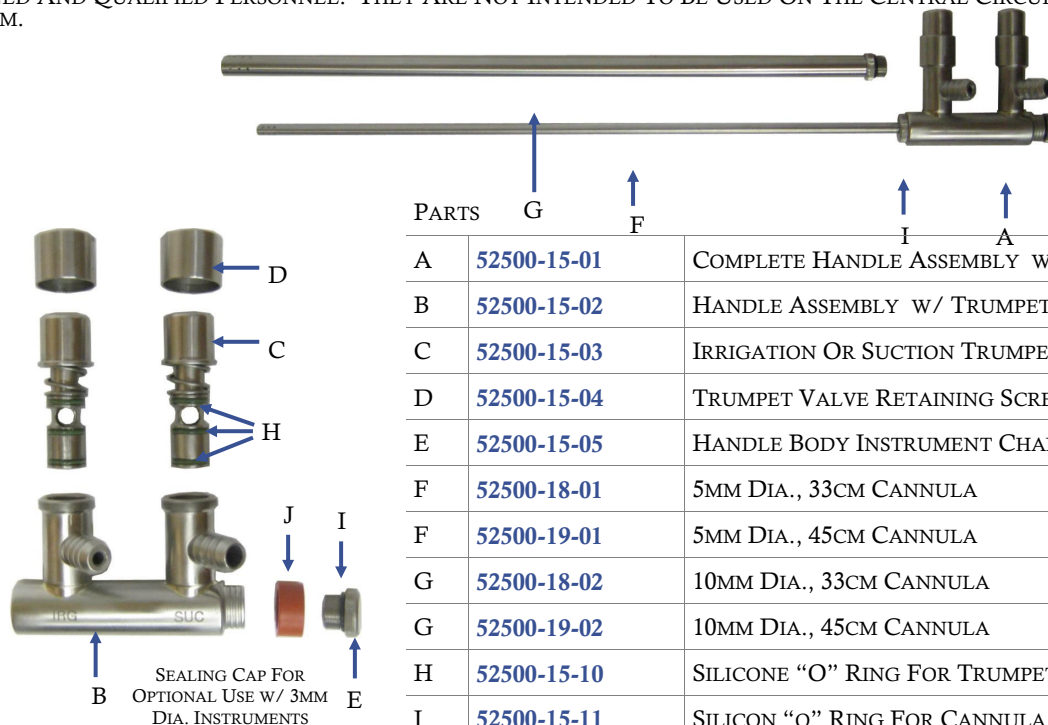 AND QUALIFIED PERSONNEL. THEY ARE NOT INTENDED TO BE USED ON THE CENTRAL
PARTS
G
F
I
A
A 52500-15-01 COMPLETE HANDLE ASSEMBLY
B 52500-15-02 HANDLE ASSEMBLY W/ TRUMPET
C 52500-15-03 IRRIGATION OR SUCTION
D 52500-15-04 TRUMPET VALVE RETAINING
E 52500-15-05 HANDLE BODY INSTRUMENT
F 52500-18-01 5MM DIA., 33CM CANNULA
F 52500-19-01 5MM DIA., 45CM CANNULA
G 52500-18-02 10MM DIA., 33CM CANNULA
G 52500-19-02 10MM DIA., 45CM CANNULA
H 52500-15-10 SILICONE “O” RING FOR TRUMPET
I 52500-15-11 SILICON “O” RING FOR CANNULA
D
C
H
J
I
IRG SUC
B
E
SEALING CAP FOR
OPTIONAL USE W/ 3MM
DIA. INSTRUMENTS